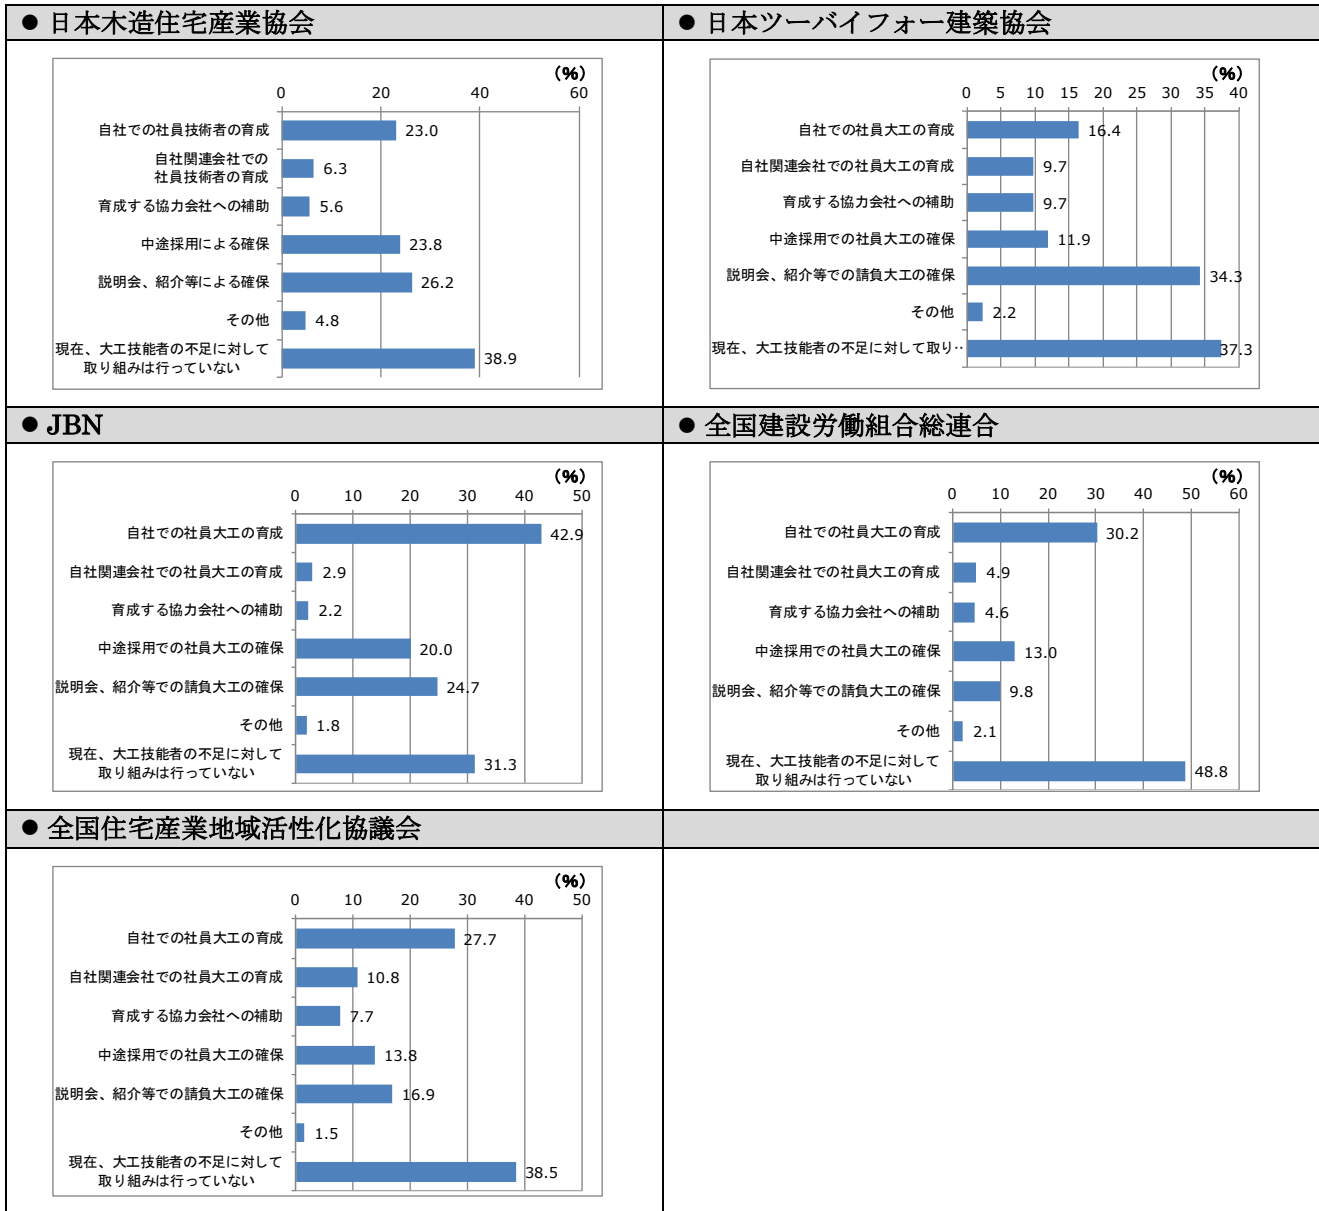 ● 日本木造住宅産業協会
(%)
0 20 40 60
自社での社員技術者の育成 23.0
自社関連会社での
社員技術者の育成 6.3
育成する協力会社への補助 5.6
中途採用による確保 23.8
説明会、紹介等による確保 26.2
その他 4.8
現在、大工技能者の不足に対して
取り組みは行っていない 38.9
● 日本ツーバイフォー建築協会
(%)
0 5 10 15 20 25 30 35 40
自社での社員大工の育成 16.4
自社関連会社での社員大工の育成 9.7
育成する協力会社への補助 9.7
中途採用での社員大工の確保 11.9
説明会、紹介等での請負大工の確保 34.3
その他 2.2
現在、大工技能者の不足に対して取り‥ 37.3
● JBN
(%)
0 10 20 30 40 50
自社での社員大工の育成 42.9
自社関連会社での社員大工の育成 2.9
育成する協力会社への補助 2.2
中途採用での社員大工の確保 20.0
説明会、紹介等での請負大工の確保 24.7
その他 1.8
現在、大工技能者の不足に対して
取り組みは行っていない 31.3
● 全国建設労働組合総連合
(%)
0 10 20 30 40 50 60
自社での社員大工の育成 30.2
自社関連会社での社員大工の育成 4.9
育成する協力会社への補助 4.6
中途採用での社員大工の確保 13.0
説明会、紹介等での請負大工の確保 9.8
その他 2.1
現在、大工技能者の不足に対して
取り組みは行っていない 48.8
● 全国住宅産業地域活性化協議会
(%)
0 10 20 30 40 50
自社での社員大工の育成 27.7
自社関連会社での社員大工の育成 10.8
育成する協力会社への補助 7.7
中途採用での社員大工の確保 13.8
説明会、紹介等での請負大工の確保 16.9
その他 1.5
現在、大工技能者の不足に対して
取り組みは行っていない 38.5